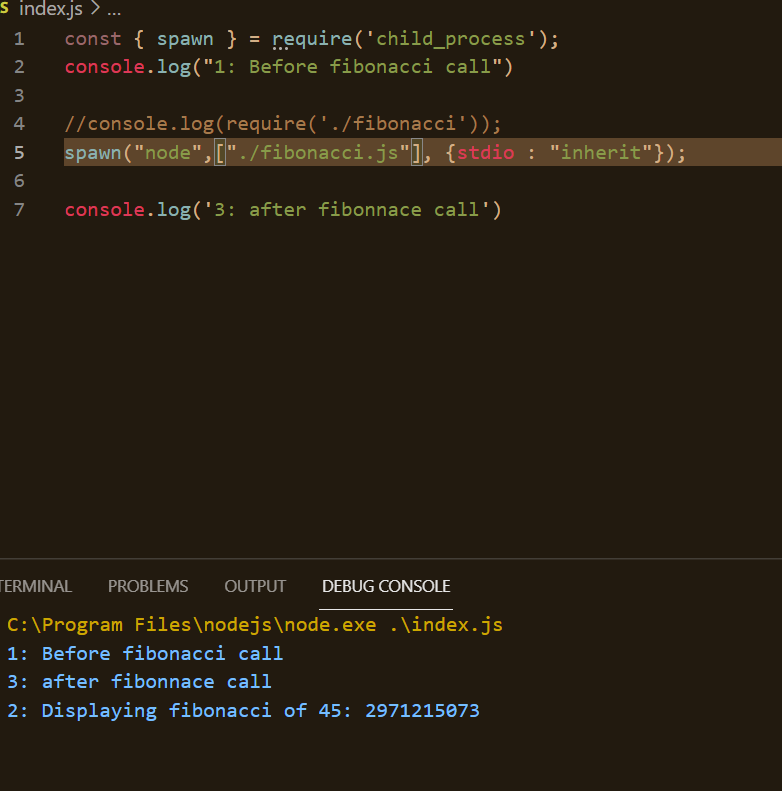 S index.js > ...
1 const { spawn } = require('child_process');
2 console.log("1: Before fibonacci call")
3
4 //console.log(require('./fibonacci'));
5 spawn("node",["./fibonacci.js"], {stdio : "inherit"});
6
7 console.log('3: after fibonnace call')
TERMINAL PROBLEMS OUTPUT DEBUG CONSOLE
C:\Program Files\nodejs\node.exe .\index.js
1: Before fibonacci call
3: after fibonnace call
2: Displaying fibonacci of 45: 2971215073